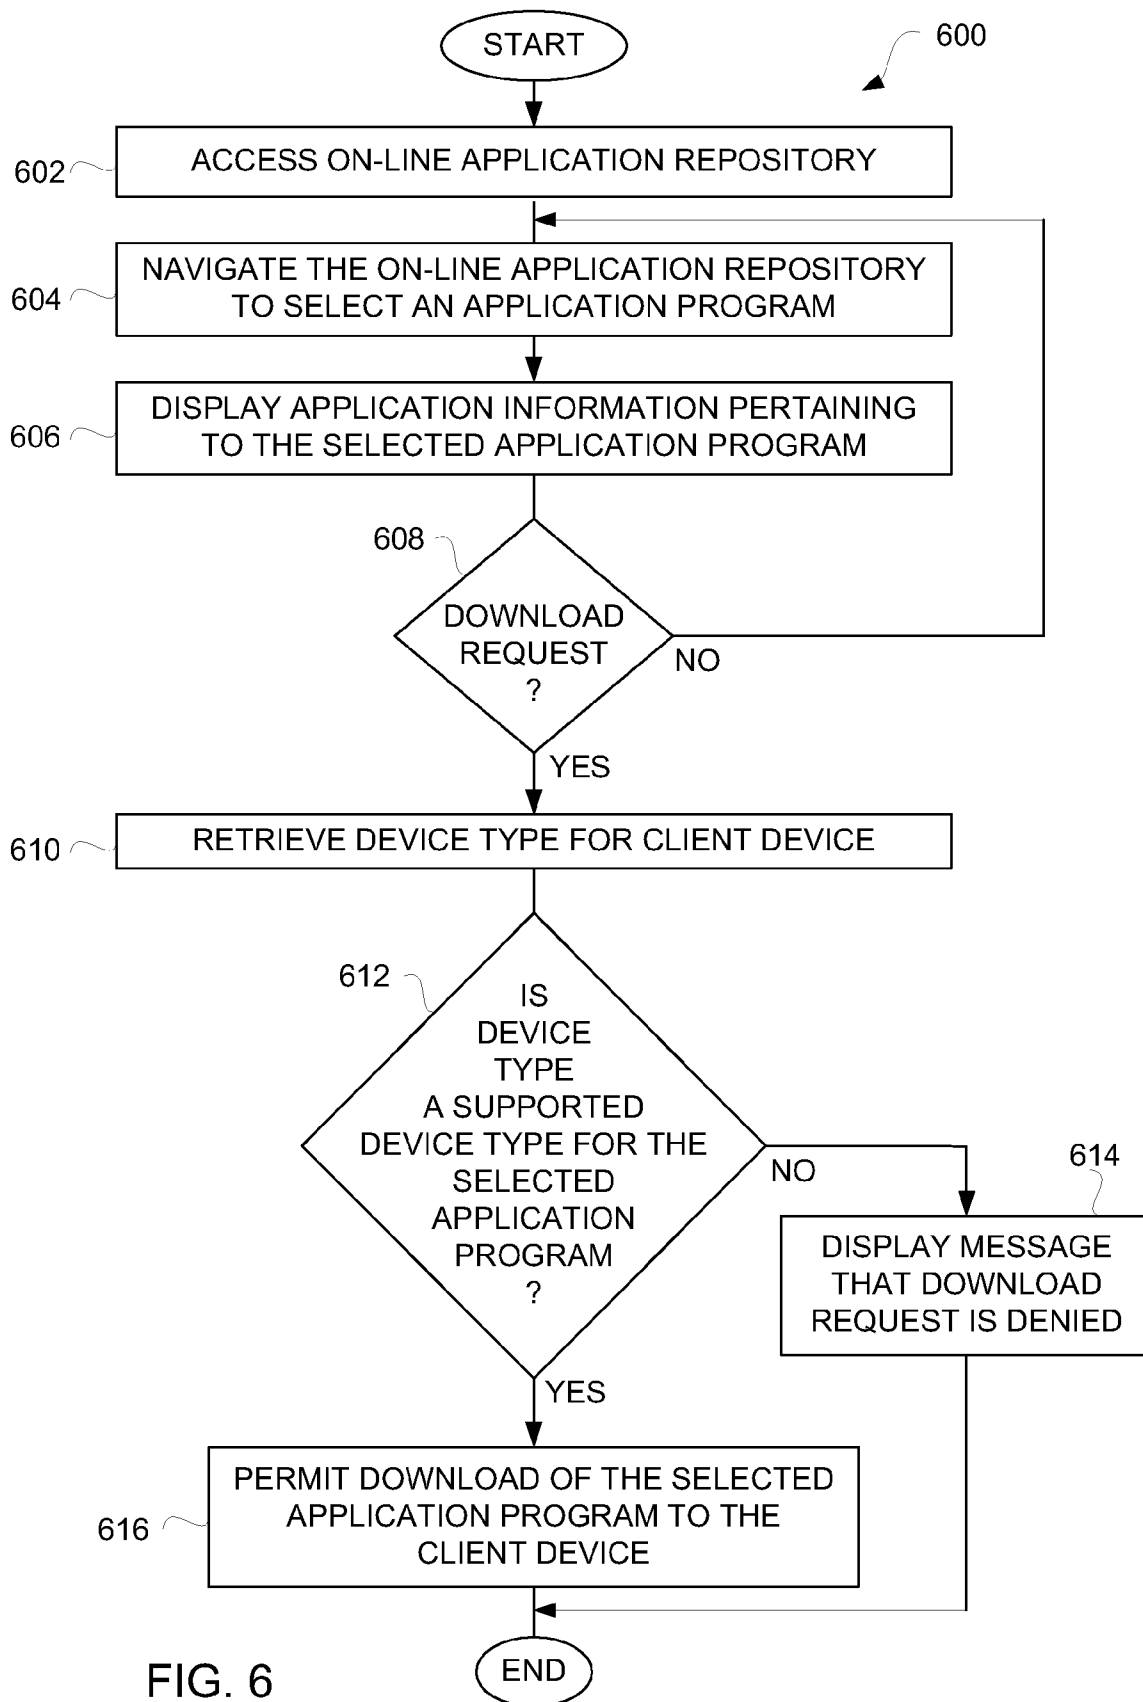 START
600
602
ACCESS ON-LINE APPLICATION REPOSITORY
604
NAVIGATE THE ON-LINE APPLICATION REPOSITORY
TO SELECT AN APPLICATION PROGRAM
606
DISPLAY APPLICATION INFORMATION PERTAINING
TO THE SELECTED APPLICATION PROGRAM
608
DOWNLOAD
REQUEST
?
NO
YES
610
RETRIEVE DEVICE TYPE FOR CLIENT DEVICE
612
IS
DEVICE
TYPE
A SUPPORTED
DEVICE TYPE FOR THE
SELECTED
APPLICATION
PROGRAM
?
NO
614
DISPLAY MESSAGE
THAT DOWNLOAD
REQUEST IS DENIED
YES
616
PERMIT DOWNLOAD OF THE SELECTED
APPLICATION PROGRAM TO THE
CLIENT DEVICE
END
FIG. 6